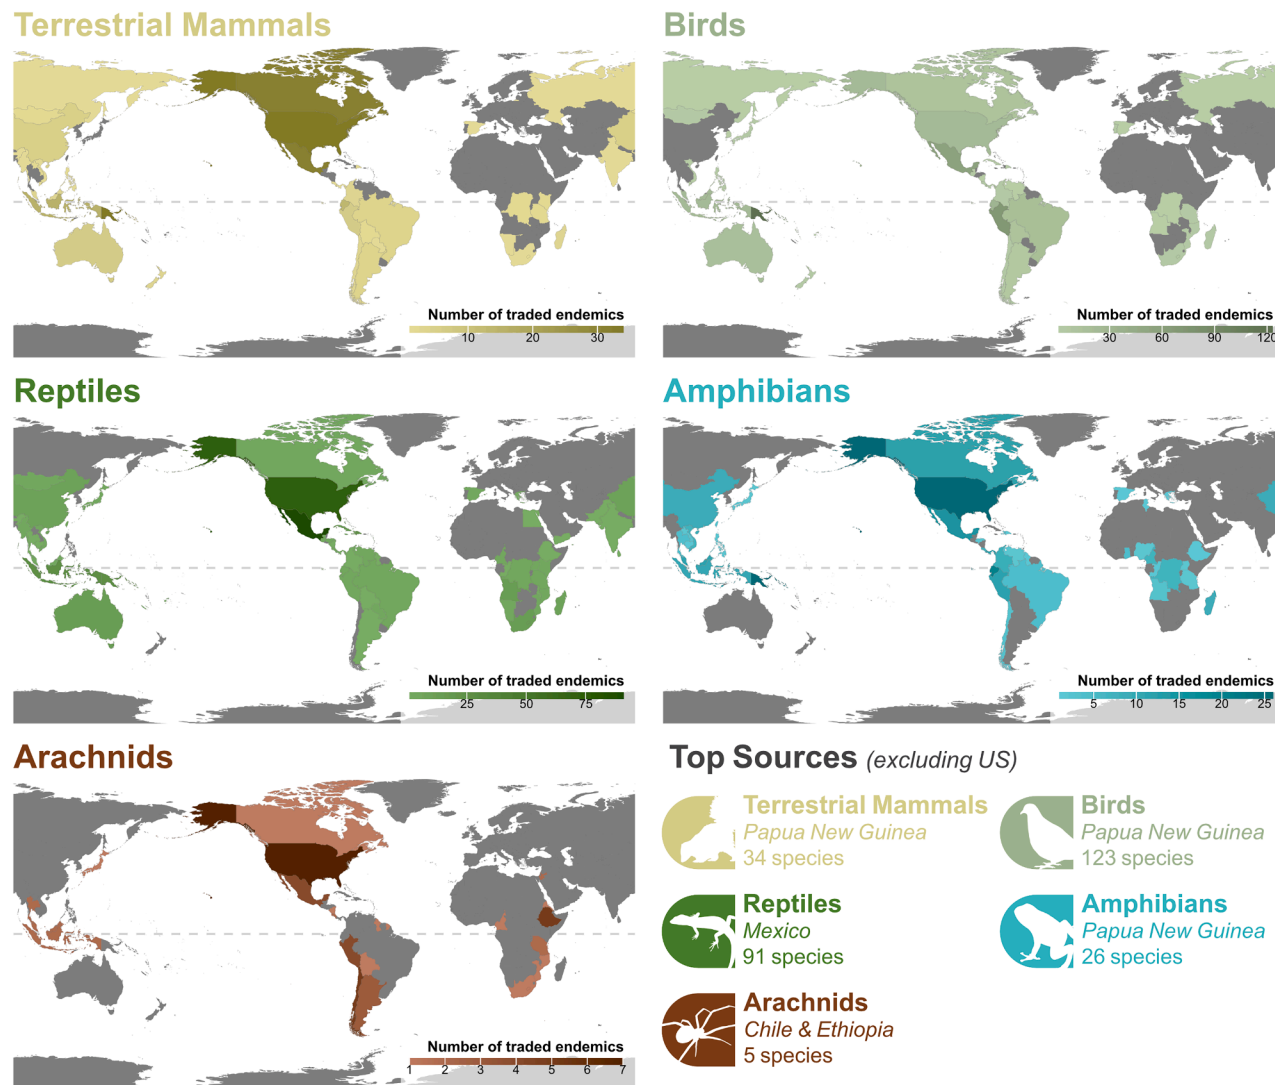 Terrestrial Mammals
Number of traded endemics
10 20 30
Birds
Number of traded endemics
30 60 90 120
Reptiles
Number of traded endemics
25 50 75
Amphibians
Number of traded endemics
5 10 15 20 25
Arachnids
Number of traded endemics
1 2 3 4 5 6 7
Top Sources (excluding US)
Terrestrial Mammals
Papua New Guinea
34 species
Birds
Papua New Guinea
123 species
Reptiles
Mexico
91 species
Amphibians
Papua New Guinea
26 species
Arachnids
Chile & Ethiopia
5 species